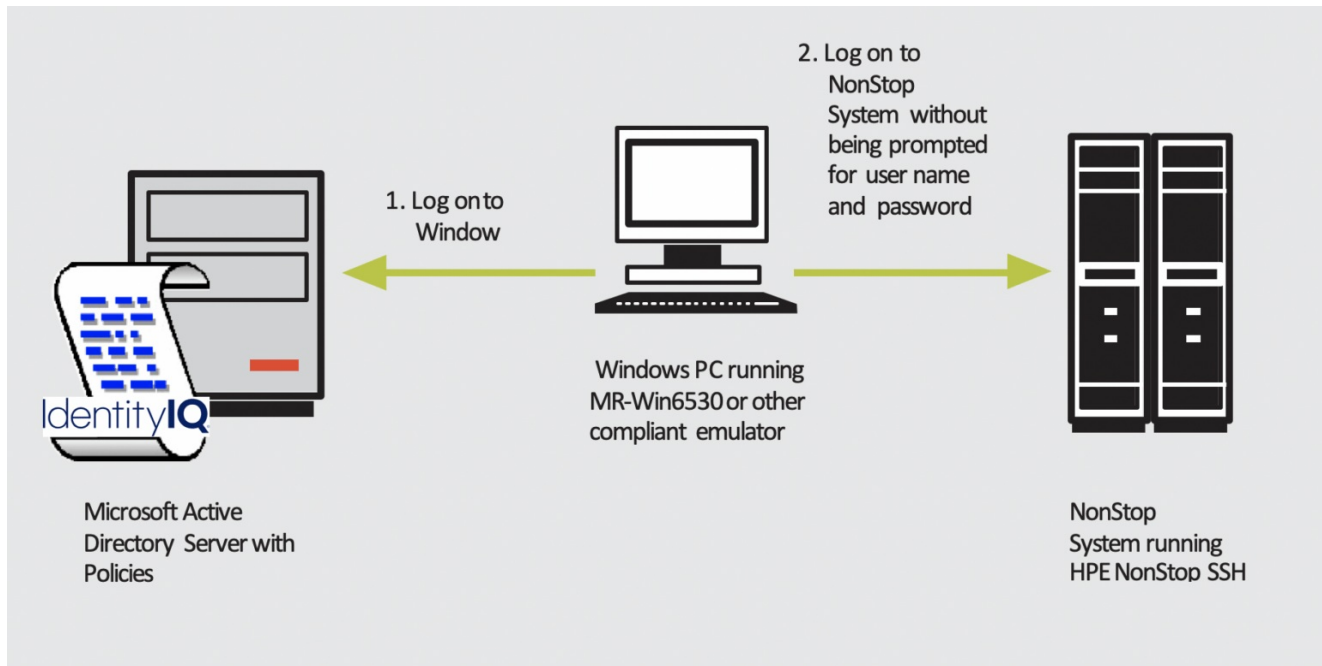 2. Log on to
NonStop
System without
being prompted
for user name
and password
1. Log on to
Window
IdentityIQ
Windows PC running
MR-Win6530 or other
compliant emulator
Microsoft Active
Directory Server with
Policies
NonStop
System running
HPE NonStop SSH